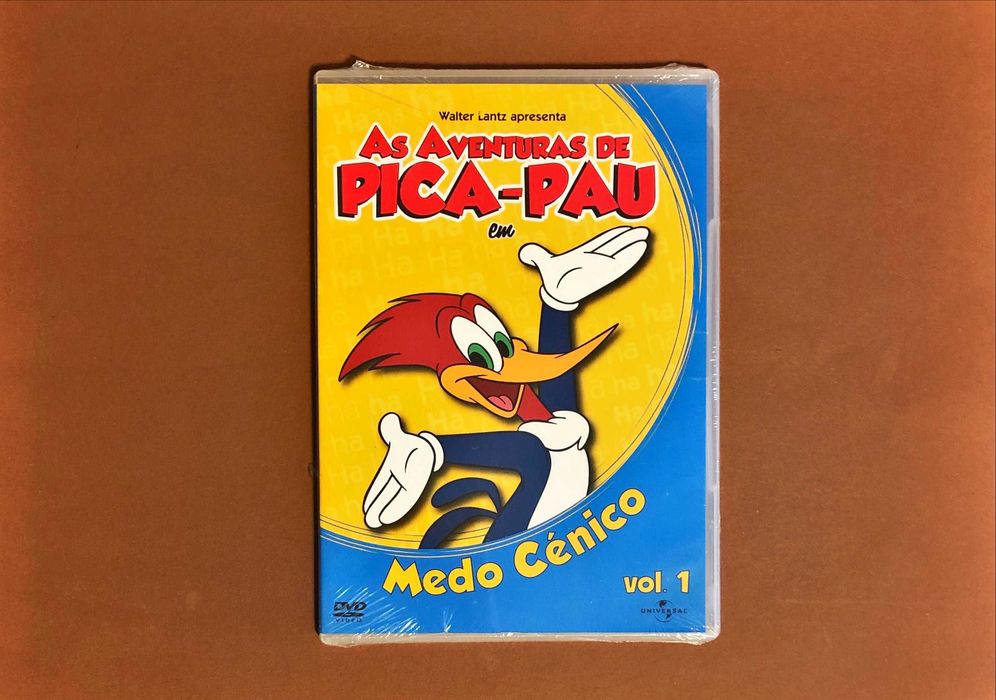 Walter Lantz apresenta
AS AVENTURAS DE
PICA-PAU
em
Medo Cénico
vol. 1
DVD
VIDEO
UNIVERSAL